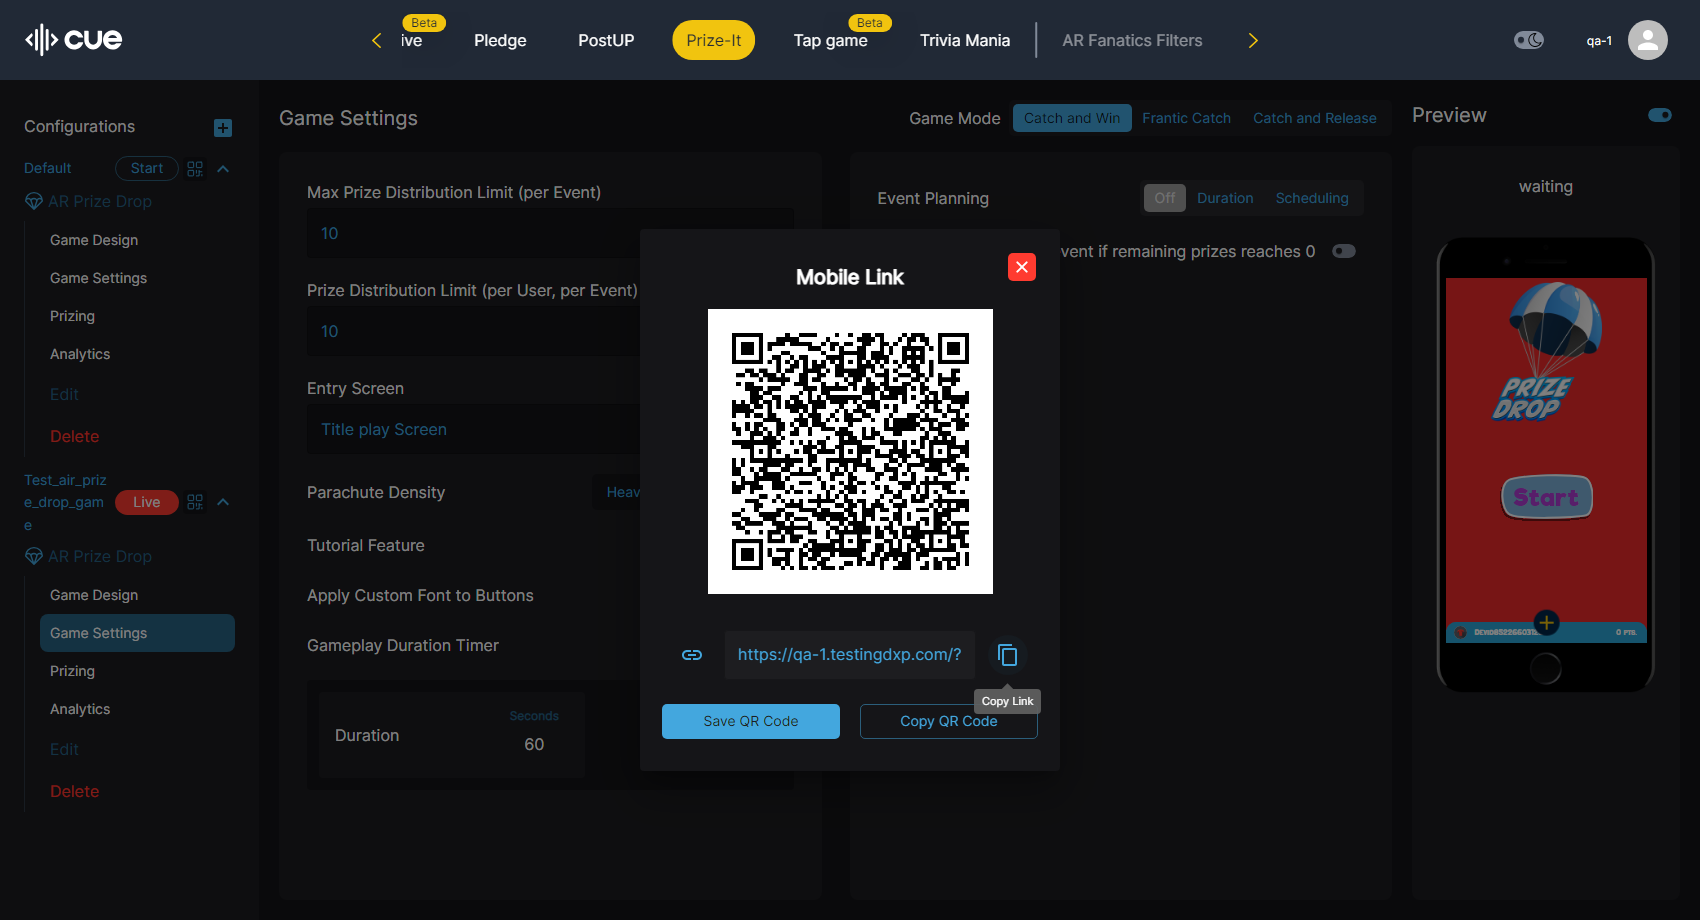 cue
ive
Beta
Pledge
PostUP
Prize-It
Tap game
Beta
Trivia Mania
AR Fanatics Filters
qa-1
Configurations
Default
Start
AR Prize Drop
Game Design
Game Settings
Prizing
Analytics
Edit
Delete
Test_air_priz
e_drop_gam
e
Live
AR Prize Drop
Game Design
Game Settings
Prizing
Analytics
Edit
Delete
Game Settings
Game Mode
Catch and Win
Frantic Catch
Catch and Release
Max Prize Distribution Limit (per Event)
10
Prize Distribution Limit (per User, per Event)
10
Entry Screen
Title play Screen
Parachute Density
Heav
Tutorial Feature
Apply Custom Font to Buttons
Gameplay Duration Timer
Duration
Seconds
60
Event Planning
Off
Duration
Scheduling
vent if remaining prizes reaches 0
Mobile Link
https://qa-1.testingdxp.com/?
Copy Link
Save QR Code
Copy QR Code
Preview
waiting
PRIZE
DROP
Start
0 PTS.